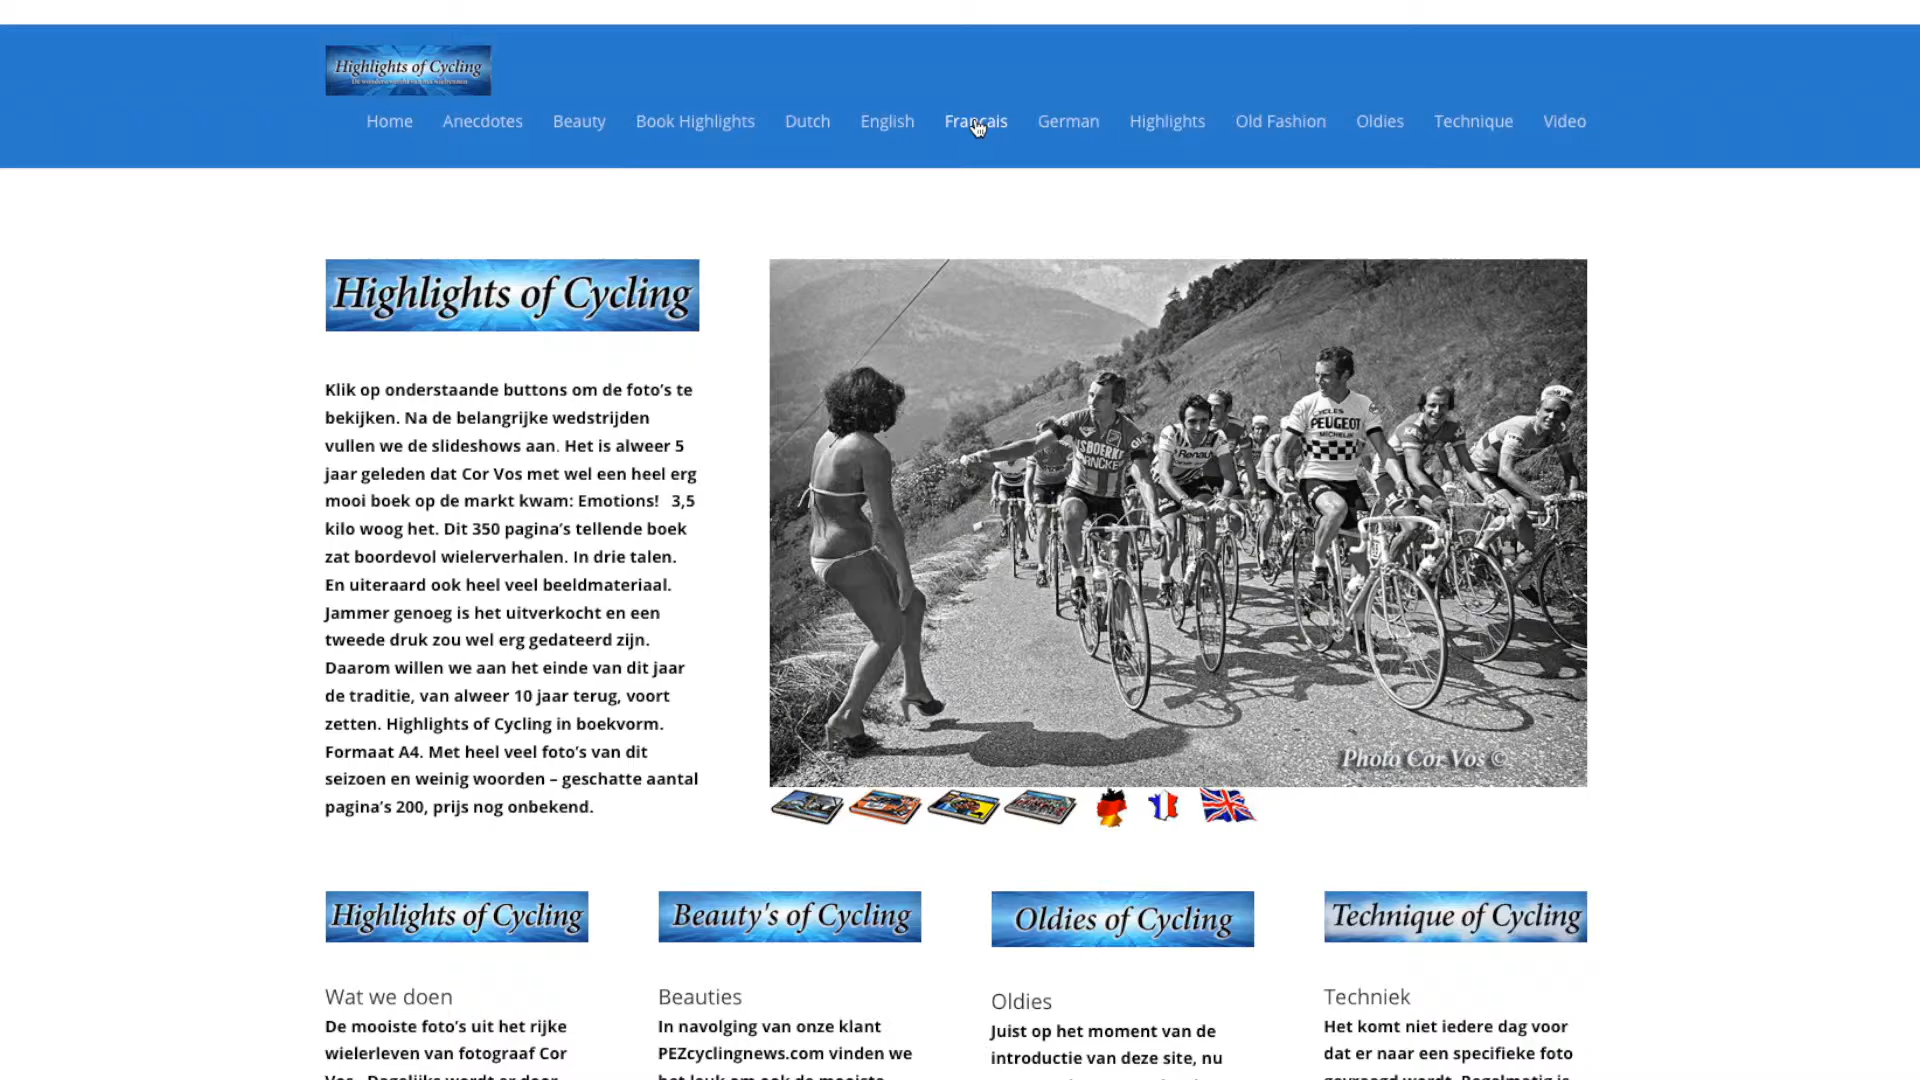 Highlights of Cycling
Home Anecdotes Beauty Book Highlights Dutch English Français German Highlights Old Fashion Oldies Technique Video
Highlights of Cycling
Klik op onderstaande buttons om de foto’s te
bekijken. Na de belangrijke wedstrijden
vullen we de slideshows aan. Het is alweer 5
jaar geleden dat Cor Vos met wel een heel erg
mooi boek op de markt kwam: Emotions! 3,5
kilo woog het. Dit 350 pagina’s tellende boek
zat boordevol wielerverhalen. In drie talen.
En uiteraard ook heel veel beeldmateriaal.
Jammer genoeg is het uitverkocht en een
tweede druk zou wel erg gedateerd zijn.
Daarom willen we aan het einde van dit jaar
de traditie, van alweer 10 jaar terug, voort
zetten. Highlights of Cycling in boekvorm.
Formaat A4. Met heel veel foto’s van dit
seizoen en weinig woorden – geschatte aantal
pagina’s 200, prijs nog onbekend.
CYCLES
PEUGEOT
MICHELIN
Renault
Photo Cor Vos ©
Highlights of Cycling
Wat we doen
De mooiste foto’s uit het rijke
wielerleven van fotograaf Cor
Beauty's of Cycling
Beauties
In navolging van onze klant
PEZcyclingnews.com vinden we
het leuk om ook de mooiste
Oldies of Cycling
Oldies
Juist op het moment van de
introductie van deze site, nu
Technique of Cycling
Techniek
Het komt niet iedere dag voor
dat er naar een specifieke foto